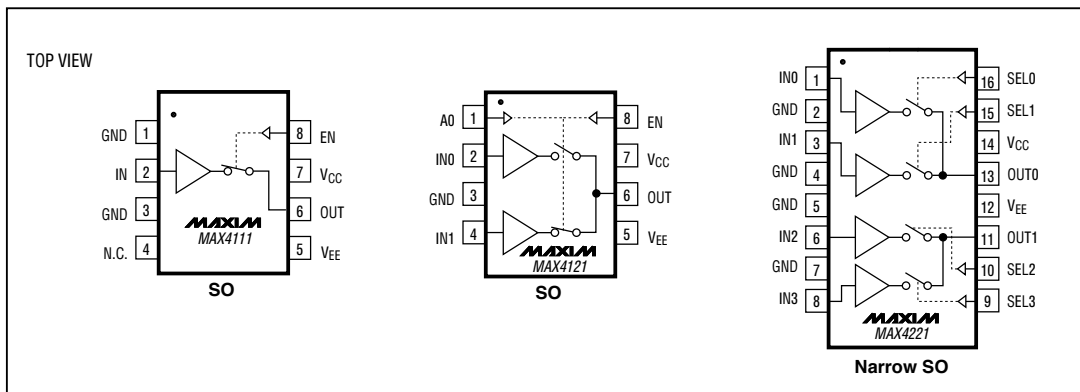 TOP VIEW
GND 1
IN 2
GND 3
N.C. 4
8 EN
7 VCC
6 OUT
5 VEE
MAXIM
MAX4111
SO
A0 1
IN0 2
GND 3
IN1 4
8 EN
7 VCC
6 OUT
5 VEE
MAXIM
MAX4121
SO
IN0 1
GND 2
IN1 3
GND 4
GND 5
IN2 6
GND 7
IN3 8
16 SEL0
15 SEL1
14 VCC
13 OUT0
12 VEE
11 OUT1
10 SEL2
9 SEL3
MAXIM
MAX4221
Narrow SO